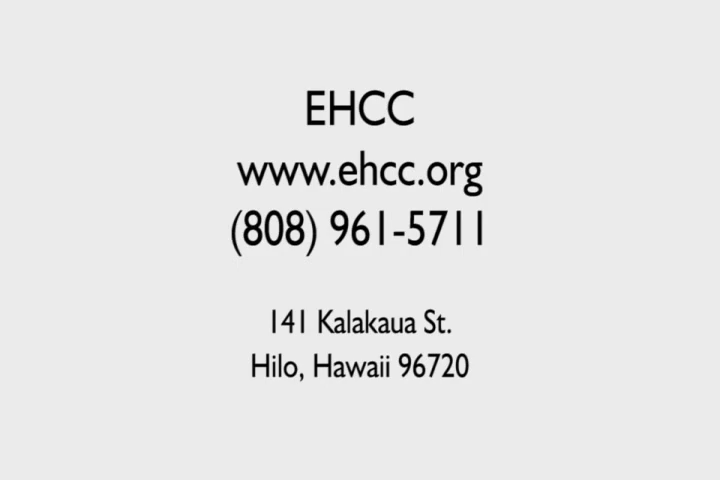 EHCC
www.ehcc.org
(808) 961-5711
141 Kalakaua St.
Hilo, Hawaii 96720